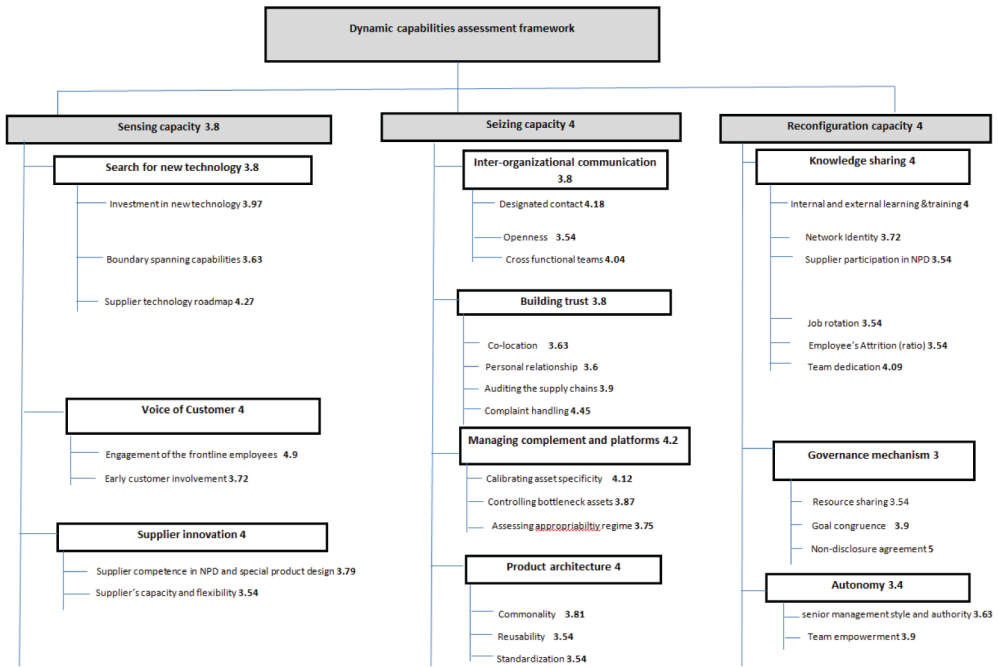 Dynamic capabilities assessment framework
Sensing capacity 3.8
Search for new technology 3.8
Investment in new technology 3.97
Boundary spanning capabilities 3.63
Supplier technology roadmap 4.27
Voice of Customer 4
Engagement of the frontline employees 4.9
Early customer involvement 3.72
Supplier innovation 4
Supplier competence in NPD and special product design 3.79
Supplier's capacity and flexibility 3.54
Seizing capacity 4
Inter-organizational communication
3.8
Designated contact 4.18
Openness 3.54
Cross functional teams 4.04
Building trust 3.8
Co-location 3.63
Personal relationship 3.6
Auditing the supply chains 3.9
Complaint handling 4.45
Managing complement and platforms 4.2
Calibrating asset specificity 4.12
Controlling bottleneck assets 3.87
Assessing appropriabiltiy regime 3.75
Product architecture 4
Commonality 3.81
Reusability 3.54
Standardization 3.54
Reconfiguration capacity 4
Knowledge sharing 4
Internal and external learning &training 4
Network Identity 3.72
Supplier participation in NPD 3.54
Job rotation 3.54
Employee's Attrition (ratio) 3.54
Team dedication 4.09
Governance mechanism 3
Resource sharing 3.54
Goal congruence 3.9
Non-disclosure agreement 5
Autonomy 3.4
senior management style and authority 3.63
Team empowerment 3.9